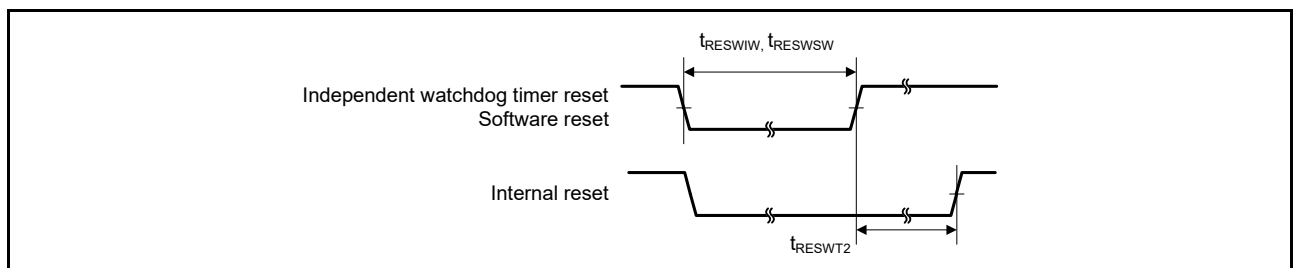 tRESWIW, tRESWSW
Independent watchdog timer reset
Software reset
Internal reset
tRESWT2